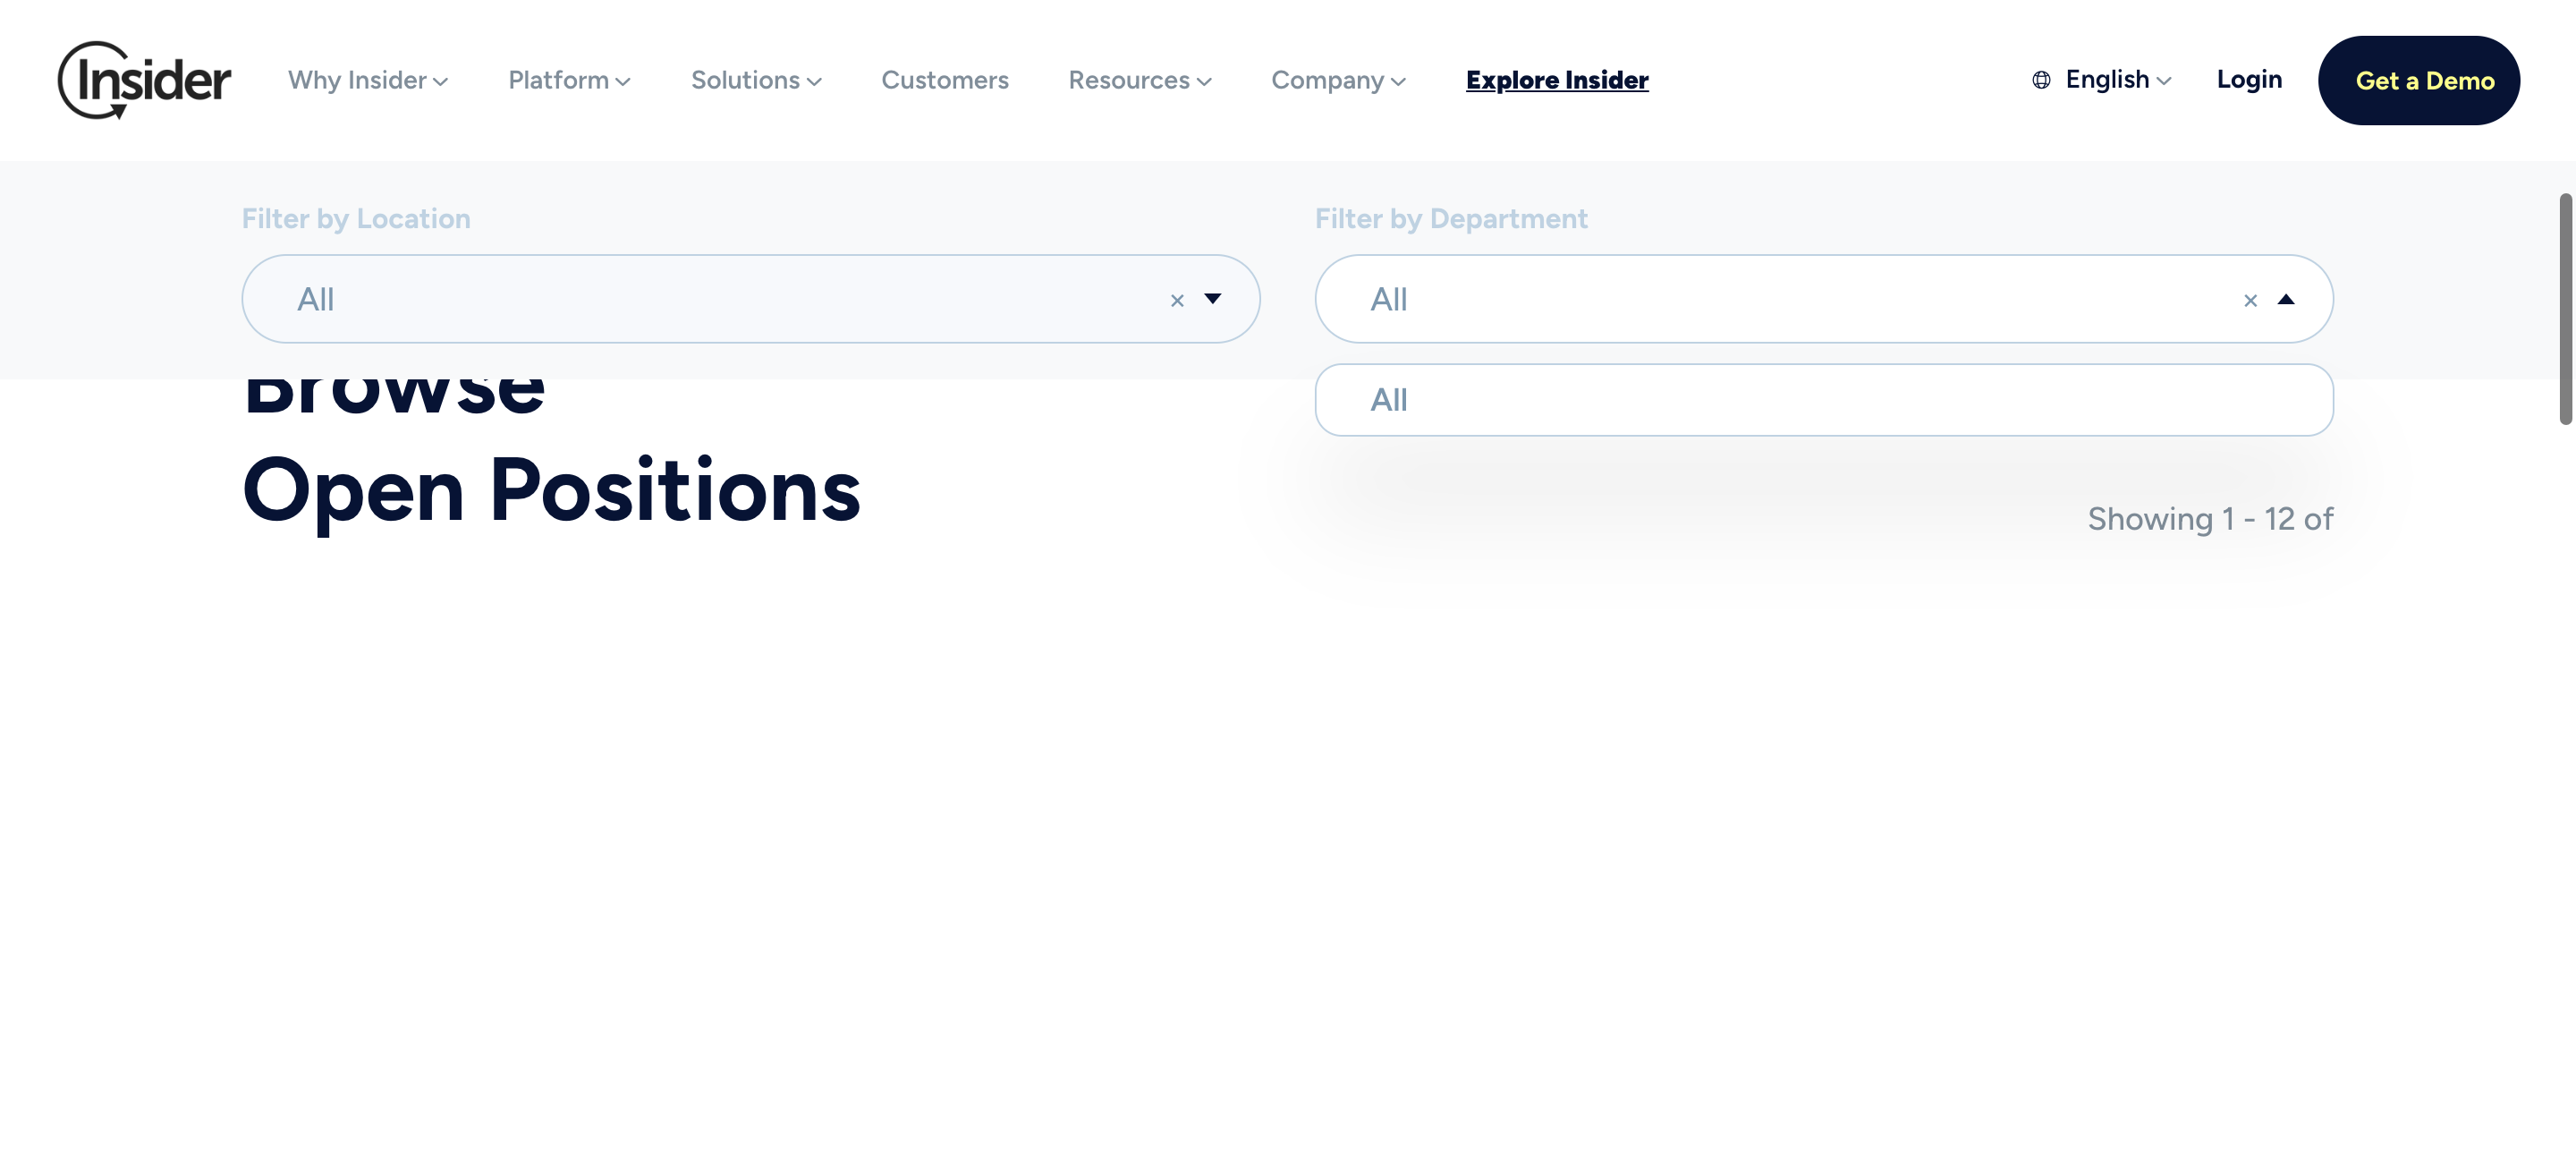 Insider Why Insider Platform Solutions Customers Resources Company Explore Insider English Login Get a Demo
Filter by Location Filter by Department
All × All ×
Browse All
Open Positions
Showing 1 - 12 of